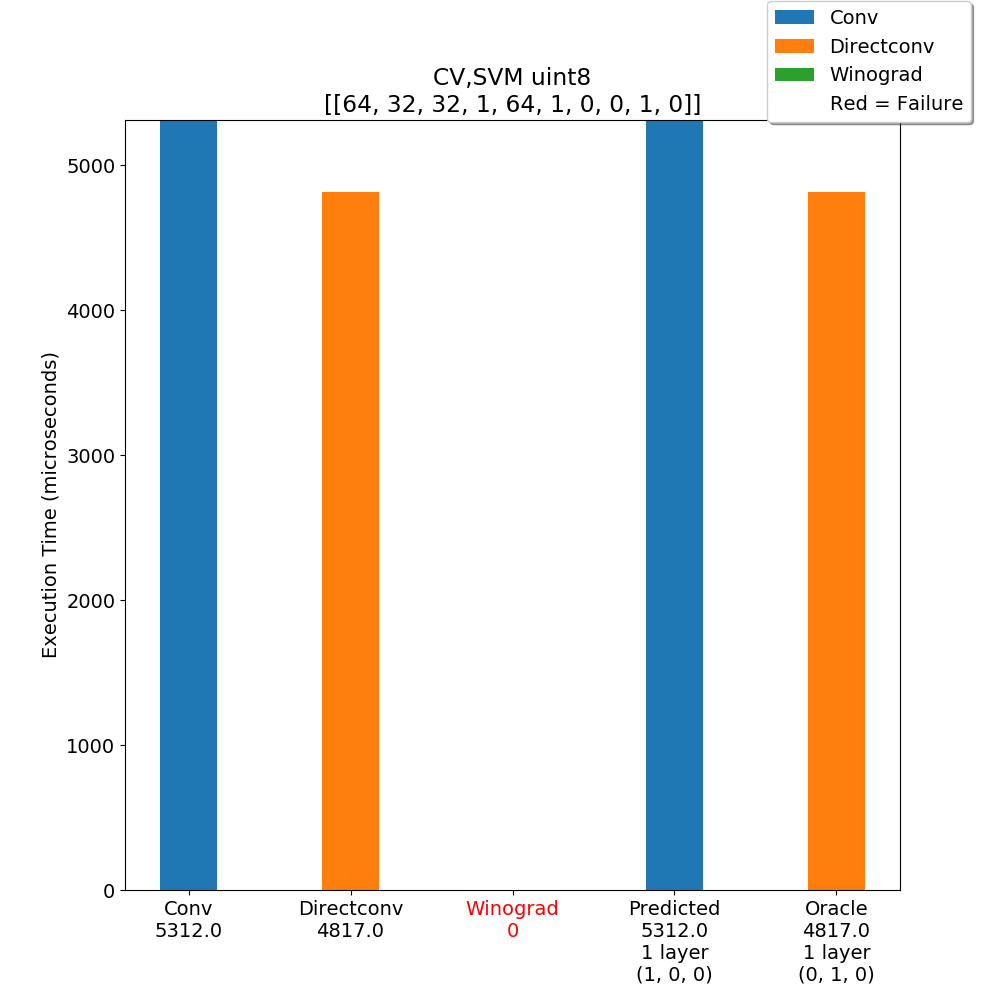 Conv
Directconv
Winograd
Red = Failure
CV,SVM uint8
[[64, 32, 32, 1, 64, 1, 0, 0, 1, 0]]
Execution Time (microseconds)
5000
4000
3000
2000
1000
0
Conv
5312.0
Directconv
4817.0
Winograd
0
Predicted
5312.0
1 layer
(1, 0, 0)
Oracle
4817.0
1 layer
(0, 1, 0)